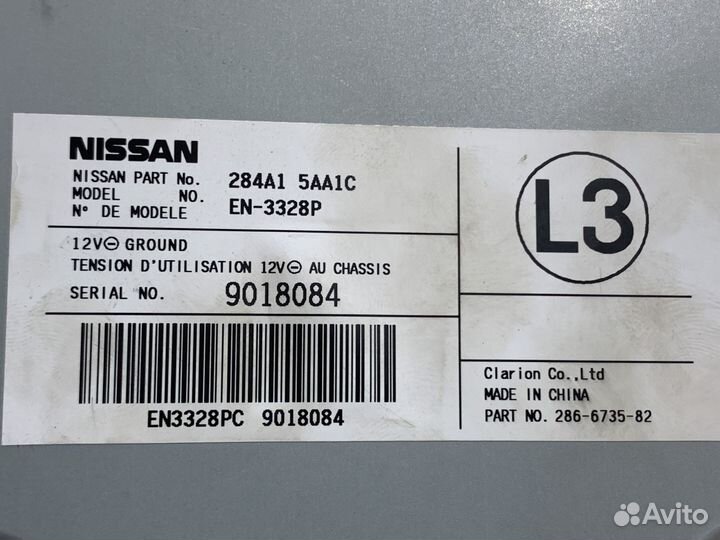 NISSAN
NISSAN PART No. 284A1 5AA1C
MODEL NO. EN-3328P
N° DE MODELE
12V⊖ GROUND
TENSION D'UTILISATION 12V⊖ AU CHASSIS
SERIAL NO. 9018084
EN3328PC 9018084
L3
Clarion Co.,Ltd
MADE IN CHINA
PART NO. 286-6735-82
Avito